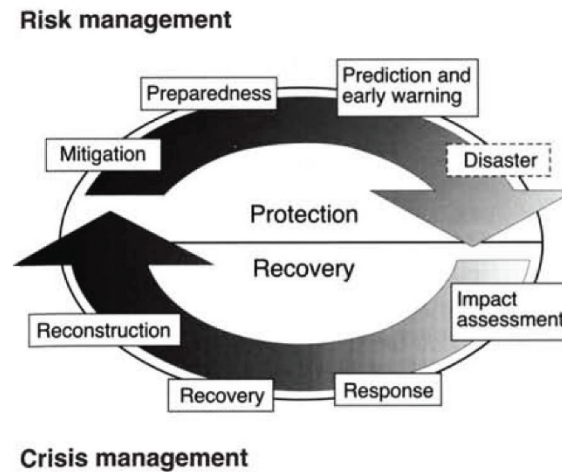 Risk management
Preparedness
Prediction and
early warning
Mitigation
Disaster
Protection
Recovery
Impact
assessment
Reconstruction
Recovery
Response
Crisis management